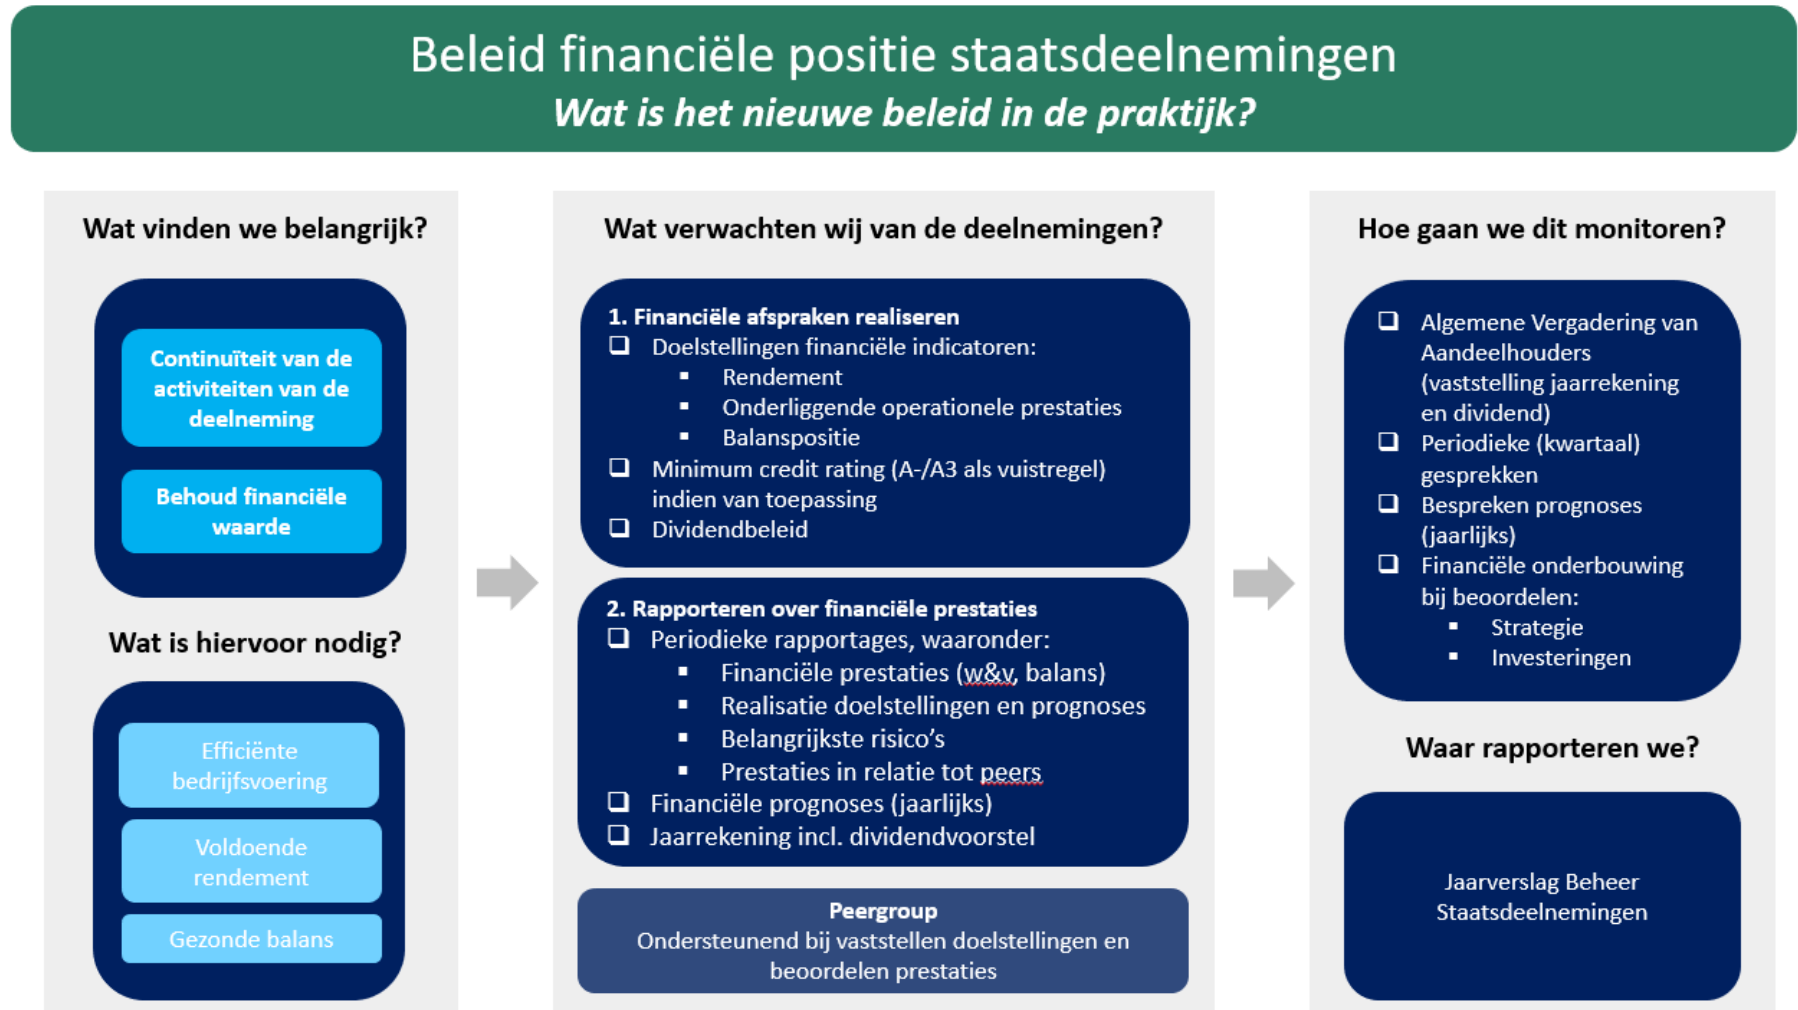 Beleid financiële positie staatsdeelnemingen
Wat is het nieuwe beleid in de praktijk?
Wat vinden we belangrijk?
Continuïteit van de
activiteiten van de
deelneming
Behoud financiële
waarde
Wat is hiervoor nodig?
Efficiënte
bedrijfsvoering
Voldoende
rendement
Gezonde balans
Wat verwachten wij van de deelnemingen?
1. Financiële afspraken realiseren
❑ Doelstellingen financiële indicatoren:
▪ Rendement
▪ Onderliggende operationele prestaties
▪ Balanspositie
❑ Minimum credit rating (A-/A3 als vuistregel)
indien van toepassing
❑ Dividendbeleid
2. Rapporteren over financiële prestaties
❑ Periodieke rapportages, waaronder:
▪ Financiële prestaties (w&v, balans)
▪ Realisatie doelstellingen en prognoses
▪ Belangrijkste risico's
▪ Prestaties in relatie tot peers
❑ Financiële prognoses (jaarlijks)
❑ Jaarrekening incl. dividendvoorstel
Peergroup
Ondersteunend bij vaststellen doelstellingen en
beoordelen prestaties
Hoe gaan we dit monitoren?
❑ Algemene Vergadering van
Aandeelhouders
(vaststelling jaarrekening
en dividend)
❑ Periodieke (kwartaal)
gesprekken
❑ Bespreken prognoses
(jaarlijks)
❑ Financiële onderbouwing
bij beoordelen:
▪ Strategie
▪ Investeringen
Waar rapporteren we?
Jaarverslag Beheer
Staatsdeelnemingen